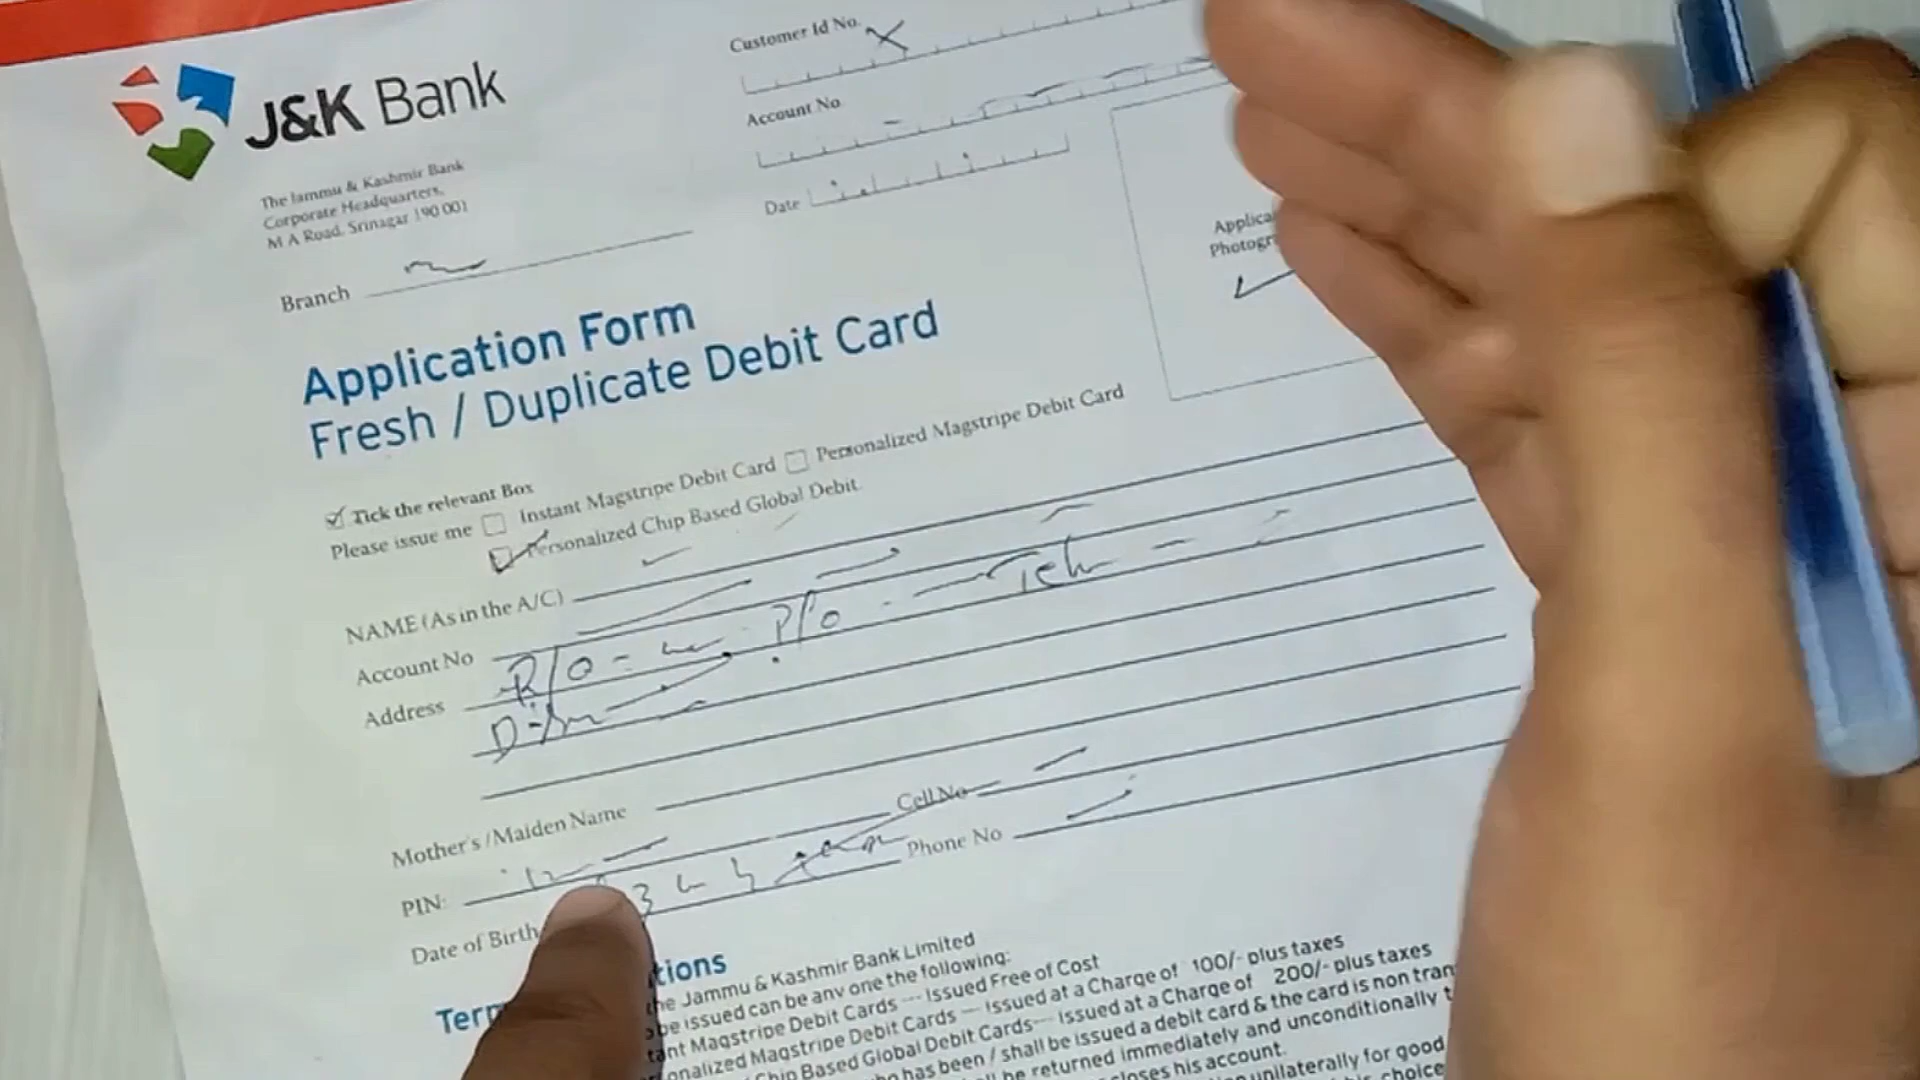 J&K Bank
The Jammu & Kashmir Bank
Corporate Headquarters,
M A Road, Srinagar 190 001
Customer Id No.
Account No.
Date
Branch
Application Form
Fresh / Duplicate Debit Card
Tick the relevant Box
Please issue me Instant Magstripe Debit Card Personalized Magstripe Debit Card
Personalized Chip Based Global Debit
NAME (As in the A/C)
Account No
Address R/O = P/O - Teh -
Mother's /Maiden Name
PIN: Cell No
Date of Birth Phone No
Jammu & Kashmir Bank Limited
be issued can be any one the following:
Magstripe Debit Cards --- Issued Free of Cost
Magstripe Debit Cards --- Issued at a Charge of 100/- plus taxes
Chip Based Global Debit Cards--- Issued at a Charge of 200/- plus taxes
has been / shall be issued a debit card & the card is non
be returned immediately and unconditionally
closes his account.
unilaterally for good
choice